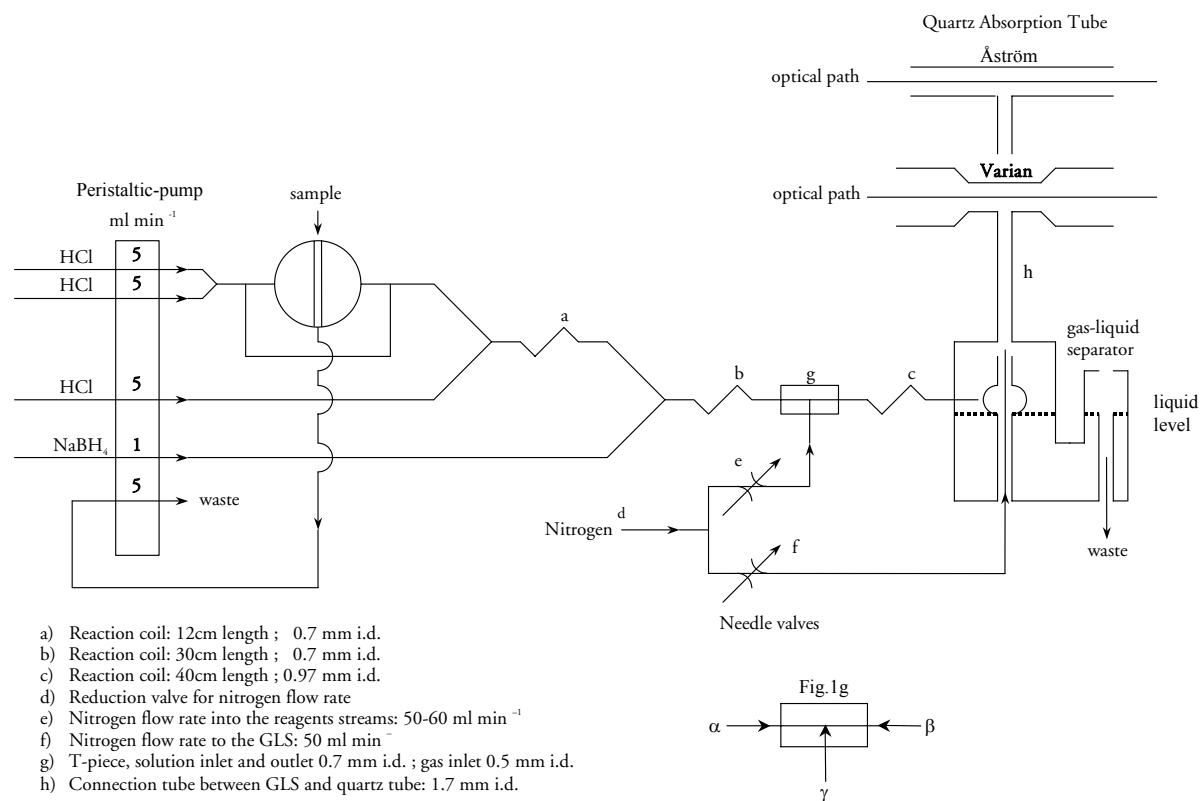 Quartz Absorption Tube
Åström
optical path
Varian
optical path
Peristaltic-pump
ml min ⁻¹
sample
HCl 5
HCl 5
HCl 5
NaBH₄ 1
5
waste
a
b
g
c
h
gas-liquid
separator
liquid
level
e
d
Nitrogen
f
waste
Needle valves
a) Reaction coil: 12cm length ; 0.7 mm i.d.
b) Reaction coil: 30cm length ; 0.7 mm i.d.
c) Reaction coil: 40cm length ; 0.97 mm i.d.
d) Reduction valve for nitrogen flow rate
e) Nitrogen flow rate into the reagents streams: 50-60 ml min ⁻¹
f) Nitrogen flow rate to the GLS: 50 ml min ⁻
g) T-piece, solution inlet and outlet 0.7 mm i.d. ; gas inlet 0.5 mm i.d.
h) Connection tube between GLS and quartz tube: 1.7 mm i.d.
Fig.1g
α β
γ